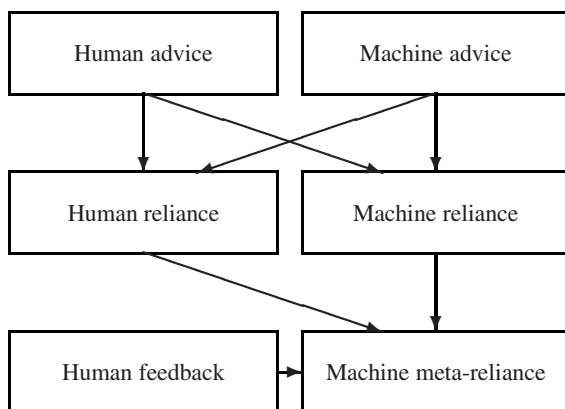 Human advice
Machine advice
Human reliance
Machine reliance
Human feedback
Machine meta-reliance